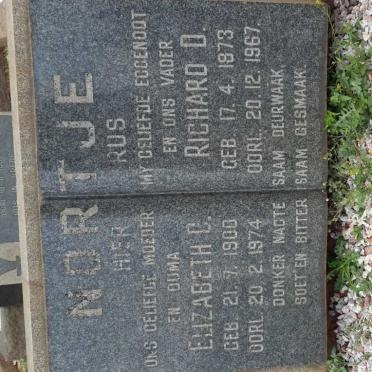 NORTJE
HIER RUS
ONS GELIEFDE MOEDER
EN OUMA
ELIZABETH C.
GEB. 21. 7. 1900
OORL. 20. 2. 1974
DONKER NAGTE
SOET EN BITTER
MY GELIEFDE EGGENOOT
EN ONS VADER
RICHARD D.
GEB. 17. 4. 1873
OORL. 20. 12. 1967.
SAAM DEURWAAK
SAAM GESMAAK